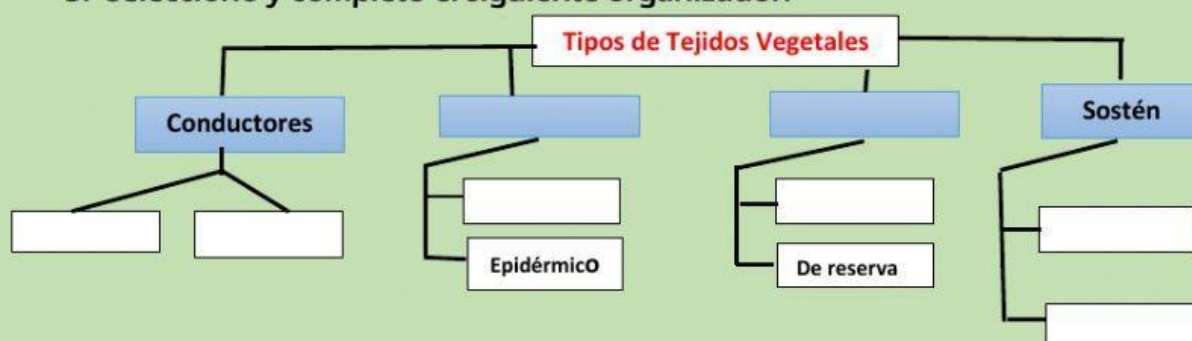 Tipos de Tejidos Vegetales
Conductores
Sostén
Epidérmico
De reserva